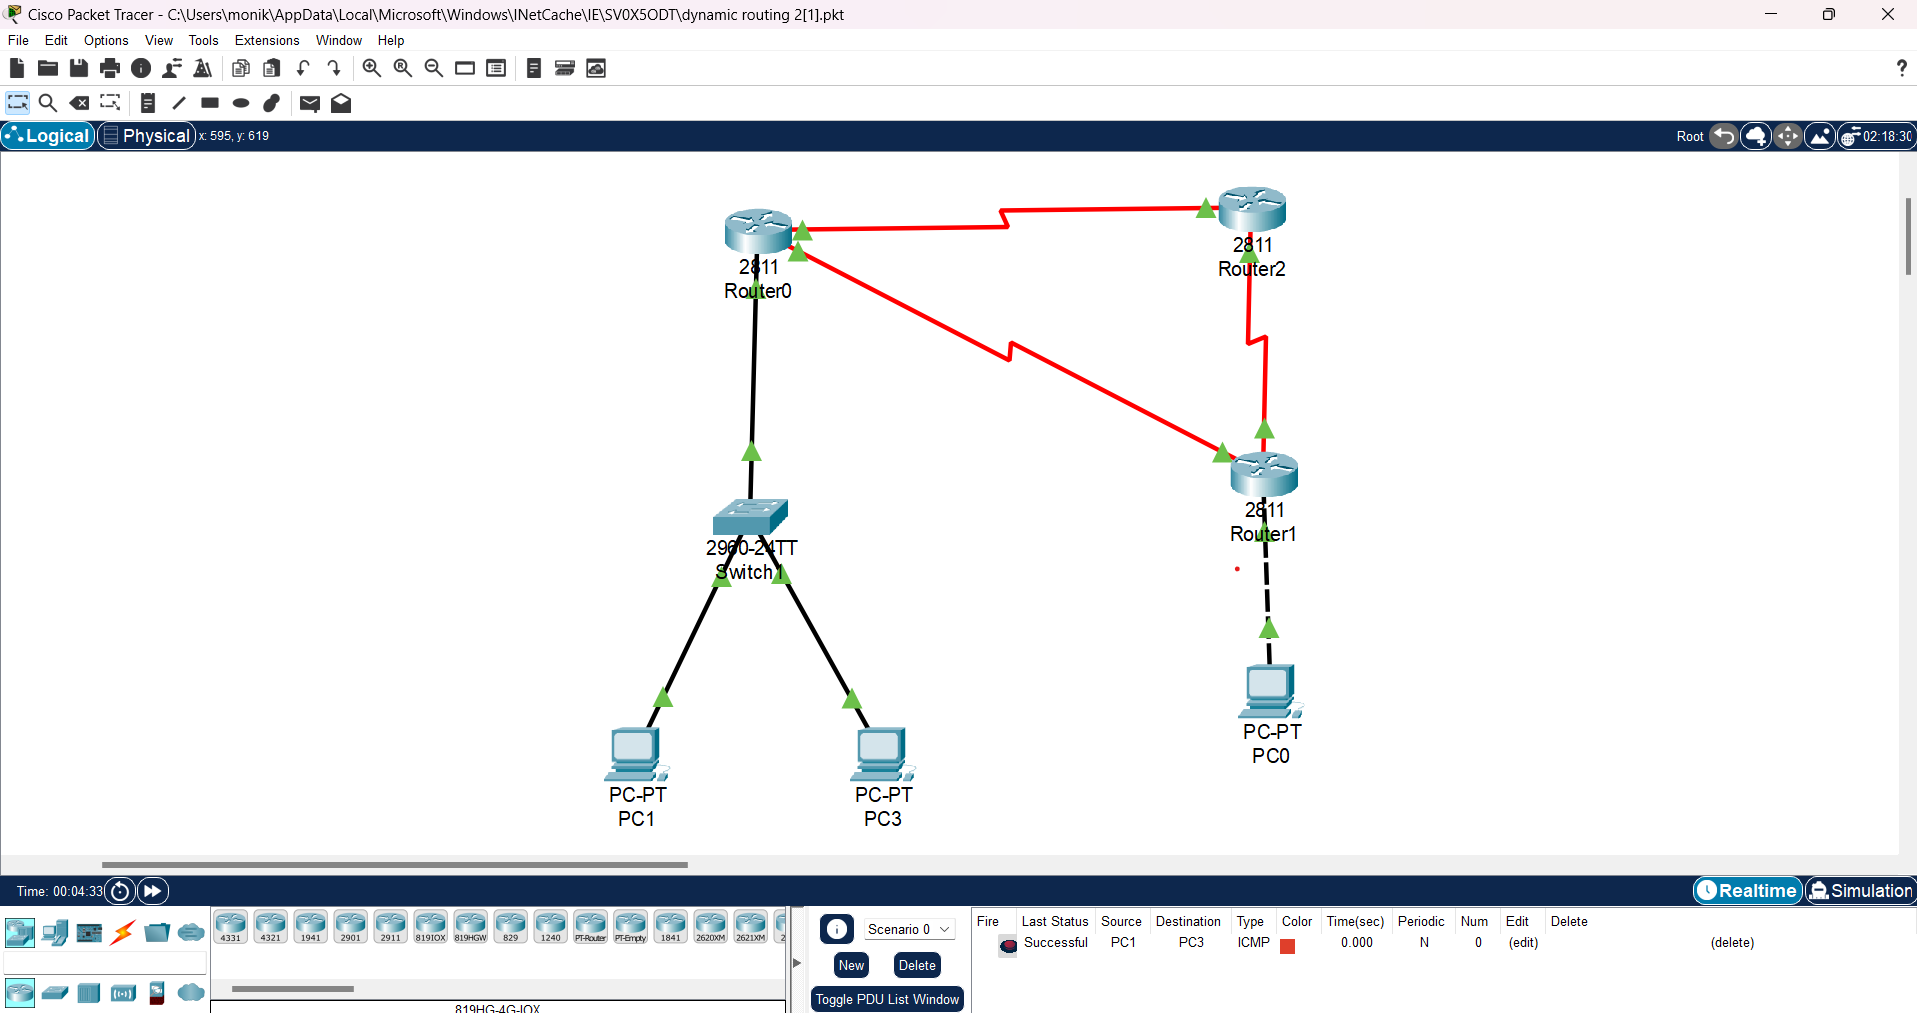 Cisco Packet Tracer - C:\Users\monik\AppData\Local\Microsoft\Windows\INetCache\IE\SV0X5ODT\dynamic routing 2[1].pkt
File Edit Options View Tools Extensions Window Help
?
Logical Physical x: 595, y: 619 Root 02:18:30
2811
Router0
2811
Router2
2811
Router1
2960-24TT
Switch1
PC-PT
PC1
PC-PT
PC3
PC-PT
PC0
Time: 00:04:33 Realtime Simulation
4331 4321 1941 2901 2911 819IOX 819HGW 829 1240 PT-Router PT-Empty 1841 2620XM 2621XM 2
819HG-4G-IOX
Scenario 0
New Delete
Toggle PDU List Window
Fire Last Status Source Destination Type Color Time(sec) Periodic Num Edit Delete
Successful PC1 PC3 ICMP 0.000 N 0 (edit) (delete)